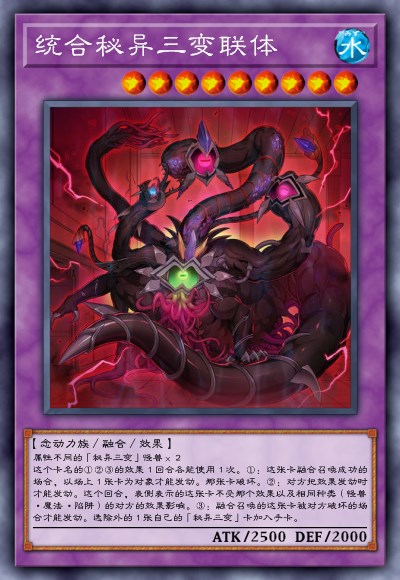 统合秘异三变联体
水
【念动力族／融合／效果】
属性不同的「秘异三变」怪兽×2
这个卡名的①②③的效果1回合各能使用1次。①：这张卡融合召唤成功的
场合，以场上1张卡为对象才能发动。那张卡破坏。②：对方把效果发动时
才能发动。这个回合，表侧表示的这张卡不受那个效果以及相同种类（怪兽
·魔法·陷阱）的对方的效果影响。③：融合召唤的这张卡被对方破坏的场
合才能发动。选除外的1张自己的「秘异三变」卡加入手卡。
ATK/2500 DEF/2000